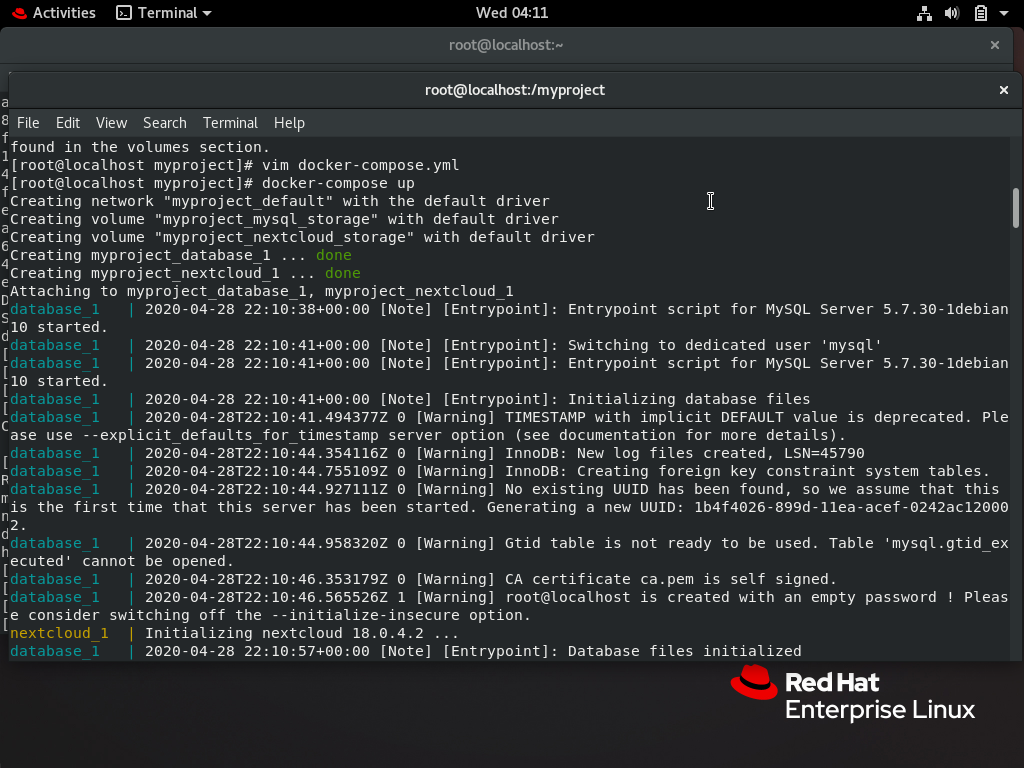 Activities Terminal Wed 04:11
root@localhost:~
root@localhost:/myproject
File Edit View Search Terminal Help
found in the volumes section.
[root@localhost myproject]# vim docker-compose.yml
[root@localhost myproject]# docker-compose up
Creating network "myproject_default" with the default driver
Creating volume "myproject_mysql_storage" with default driver
Creating volume "myproject_nextcloud_storage" with default driver
Creating myproject_database_1 ... done
Creating myproject_nextcloud_1 ... done
Attaching to myproject_database_1, myproject_nextcloud_1
database_1 | 2020-04-28 22:10:38+00:00 [Note] [Entrypoint]: Entrypoint script for MySQL Server 5.7.30-1debian
10 started.
database_1 | 2020-04-28 22:10:41+00:00 [Note] [Entrypoint]: Switching to dedicated user 'mysql'
database_1 | 2020-04-28 22:10:41+00:00 [Note] [Entrypoint]: Entrypoint script for MySQL Server 5.7.30-1debian
10 started.
database_1 | 2020-04-28 22:10:41+00:00 [Note] [Entrypoint]: Initializing database files
database_1 | 2020-04-28T22:10:41.494377Z 0 [Warning] TIMESTAMP with implicit DEFAULT value is deprecated. Ple
ase use --explicit_defaults_for_timestamp server option (see documentation for more details).
database_1 | 2020-04-28T22:10:44.354116Z 0 [Warning] InnoDB: New log files created, LSN=45790
database_1 | 2020-04-28T22:10:44.755109Z 0 [Warning] InnoDB: Creating foreign key constraint system tables.
database_1 | 2020-04-28T22:10:44.927111Z 0 [Warning] No existing UUID has been found, so we assume that this
is the first time that this server has been started. Generating a new UUID: 1b4f4026-899d-11ea-acef-0242ac12000
2.
database_1 | 2020-04-28T22:10:44.958320Z 0 [Warning] Gtid table is not ready to be used. Table 'mysql.gtid_ex
ecuted' cannot be opened.
database_1 | 2020-04-28T22:10:46.353179Z 0 [Warning] CA certificate ca.pem is self signed.
database_1 | 2020-04-28T22:10:46.565526Z 1 [Warning] root@localhost is created with an empty password ! Pleas
e consider switching off the --initialize-insecure option.
nextcloud_1 | Initializing nextcloud 18.0.4.2 ...
database_1 | 2020-04-28 22:10:57+00:00 [Note] [Entrypoint]: Database files initialized
Red Hat
Enterprise Linux